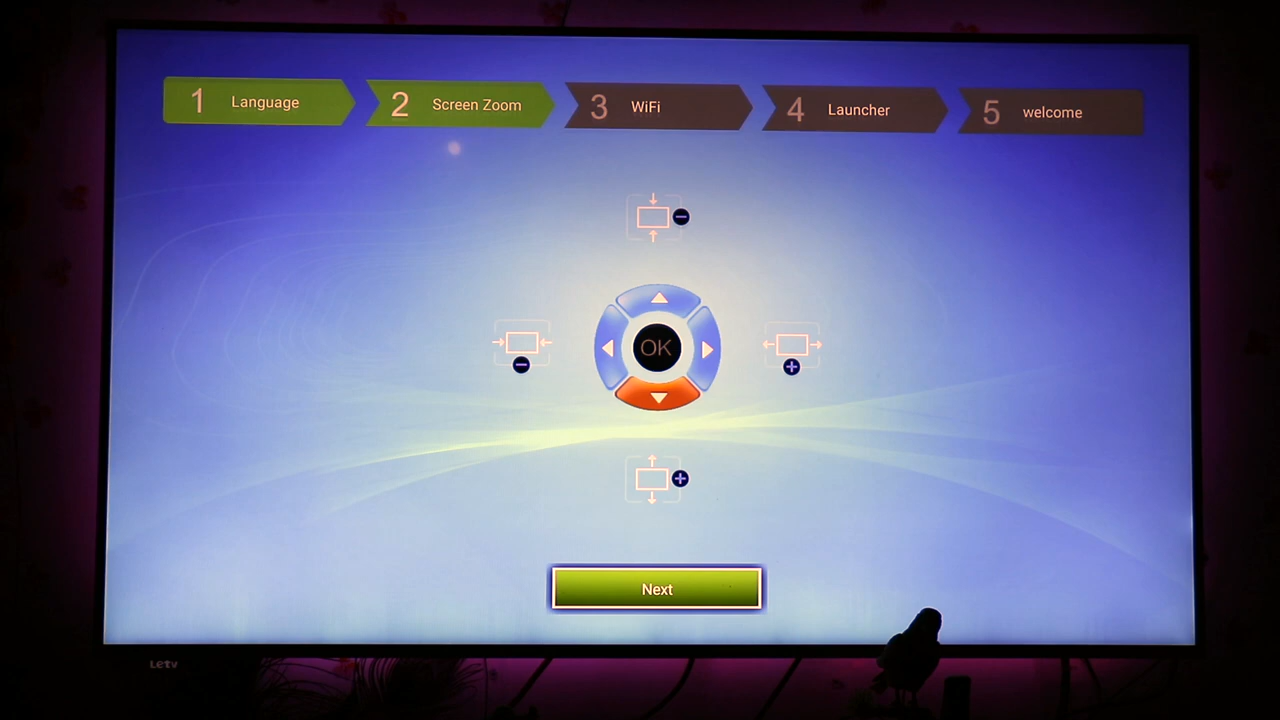 1 Language
2 Screen Zoom
3 WiFi
4 Launcher
5 welcome
OK
Next
Letv